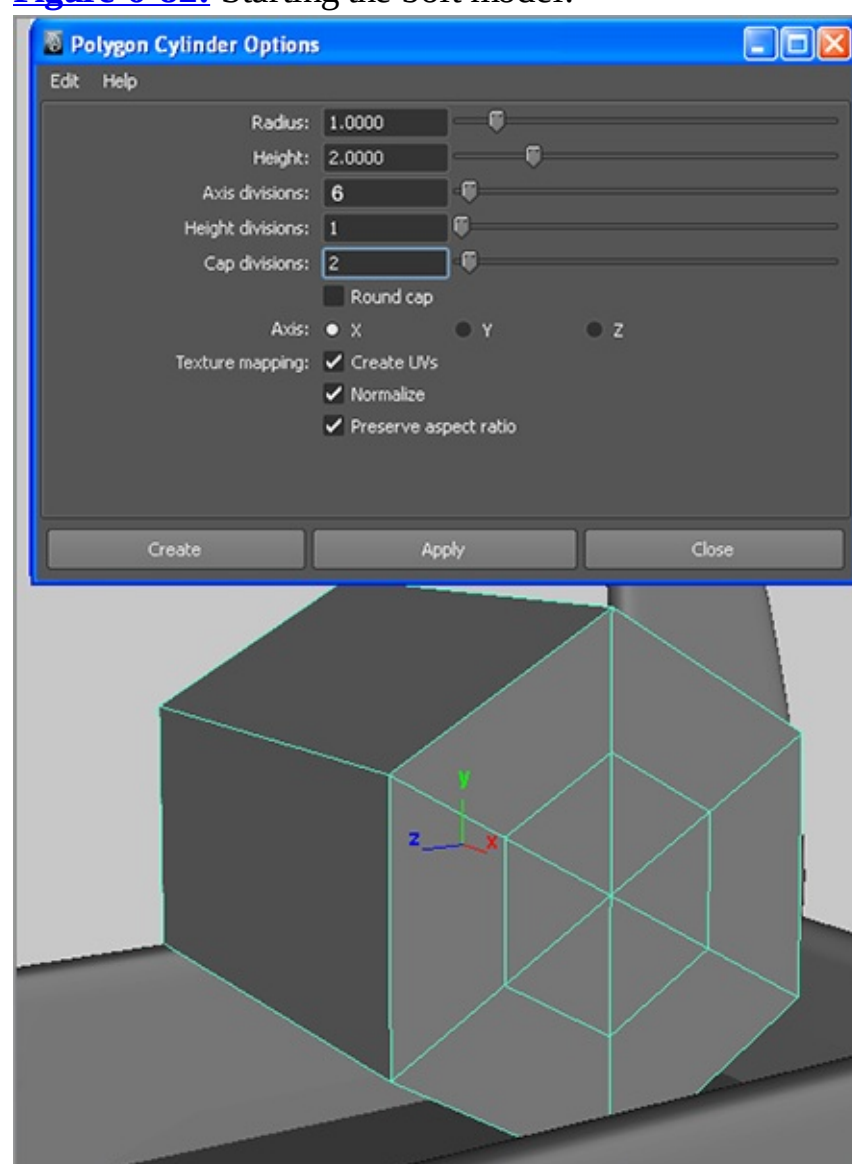 Figure 6-82: Starting the bolt model.
Polygon Cylinder Options
Edit Help
Radius: 1.0000
Height: 2.0000
Axis divisions: 6
Height divisions: 1
Cap divisions: 2
Round cap
Axis: X Y Z
Texture mapping: Create UVs
Normalize
Preserve aspect ratio
Create Apply Close
y
z x